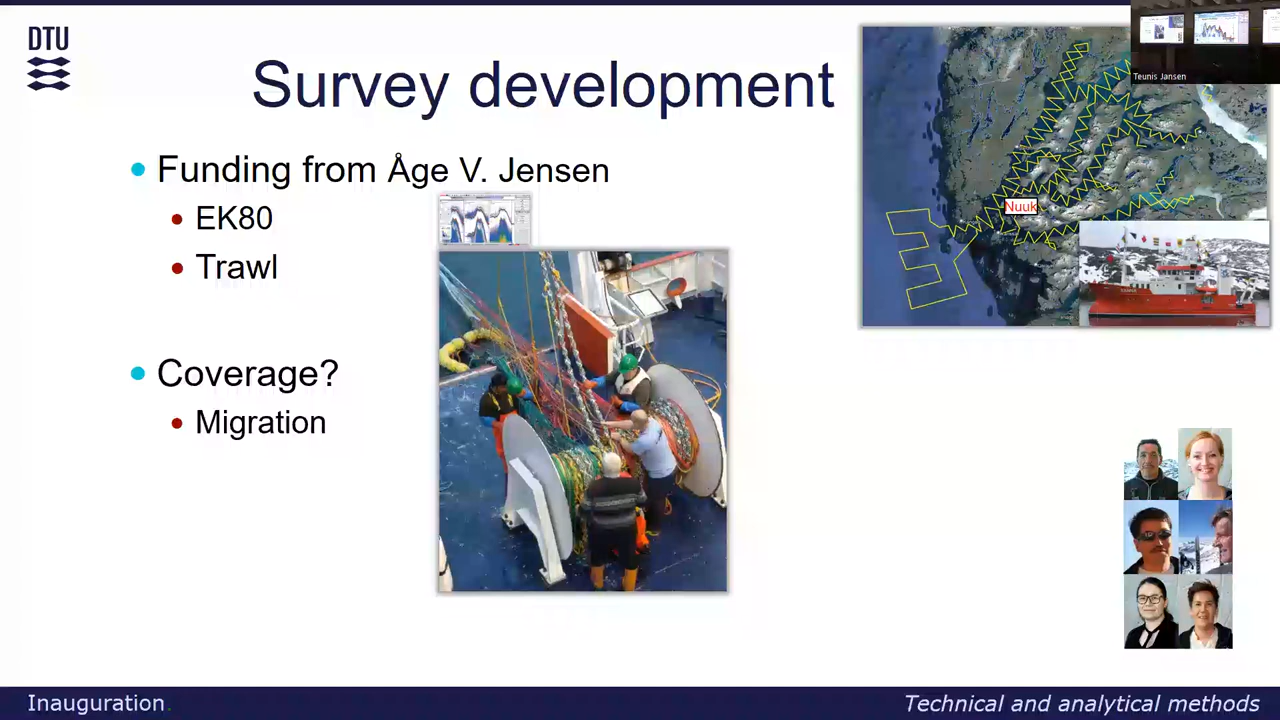 DTU
Survey development
Teunis Jansen
Funding from Åge V. Jensen
EK80
Trawl
Nuuk
Coverage?
Migration
Inauguration.
Technical and analytical methods